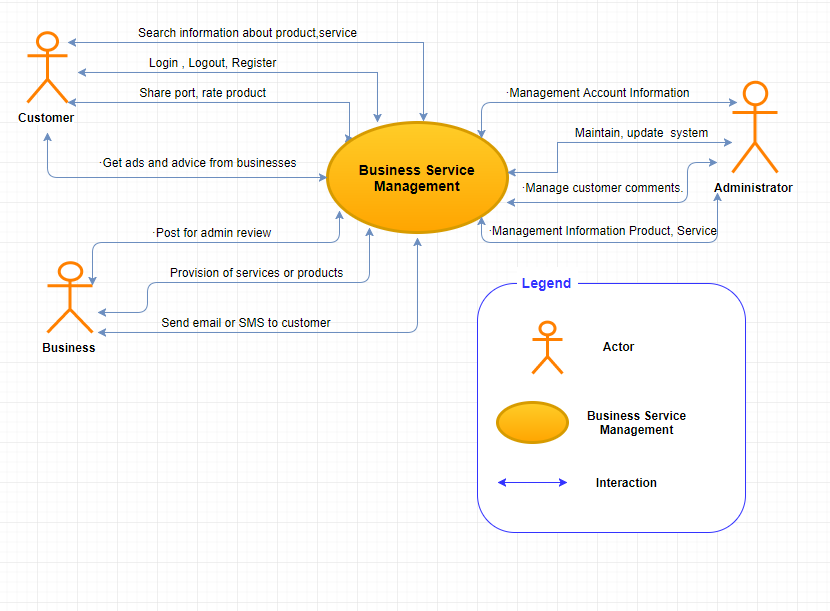 Search information about product,service
Login , Logout, Register
Share port, rate product
Customer
·Get ads and advice from businesses
·Management Account Information
Maintain, update  system
·Manage customer comments.
Administrator
·Management Information Product, Service
Business Service
Management
·Post for admin review
Provision of services or products
Send email or SMS to customer
Business
Legend
Actor
Business Service
Management
Interaction